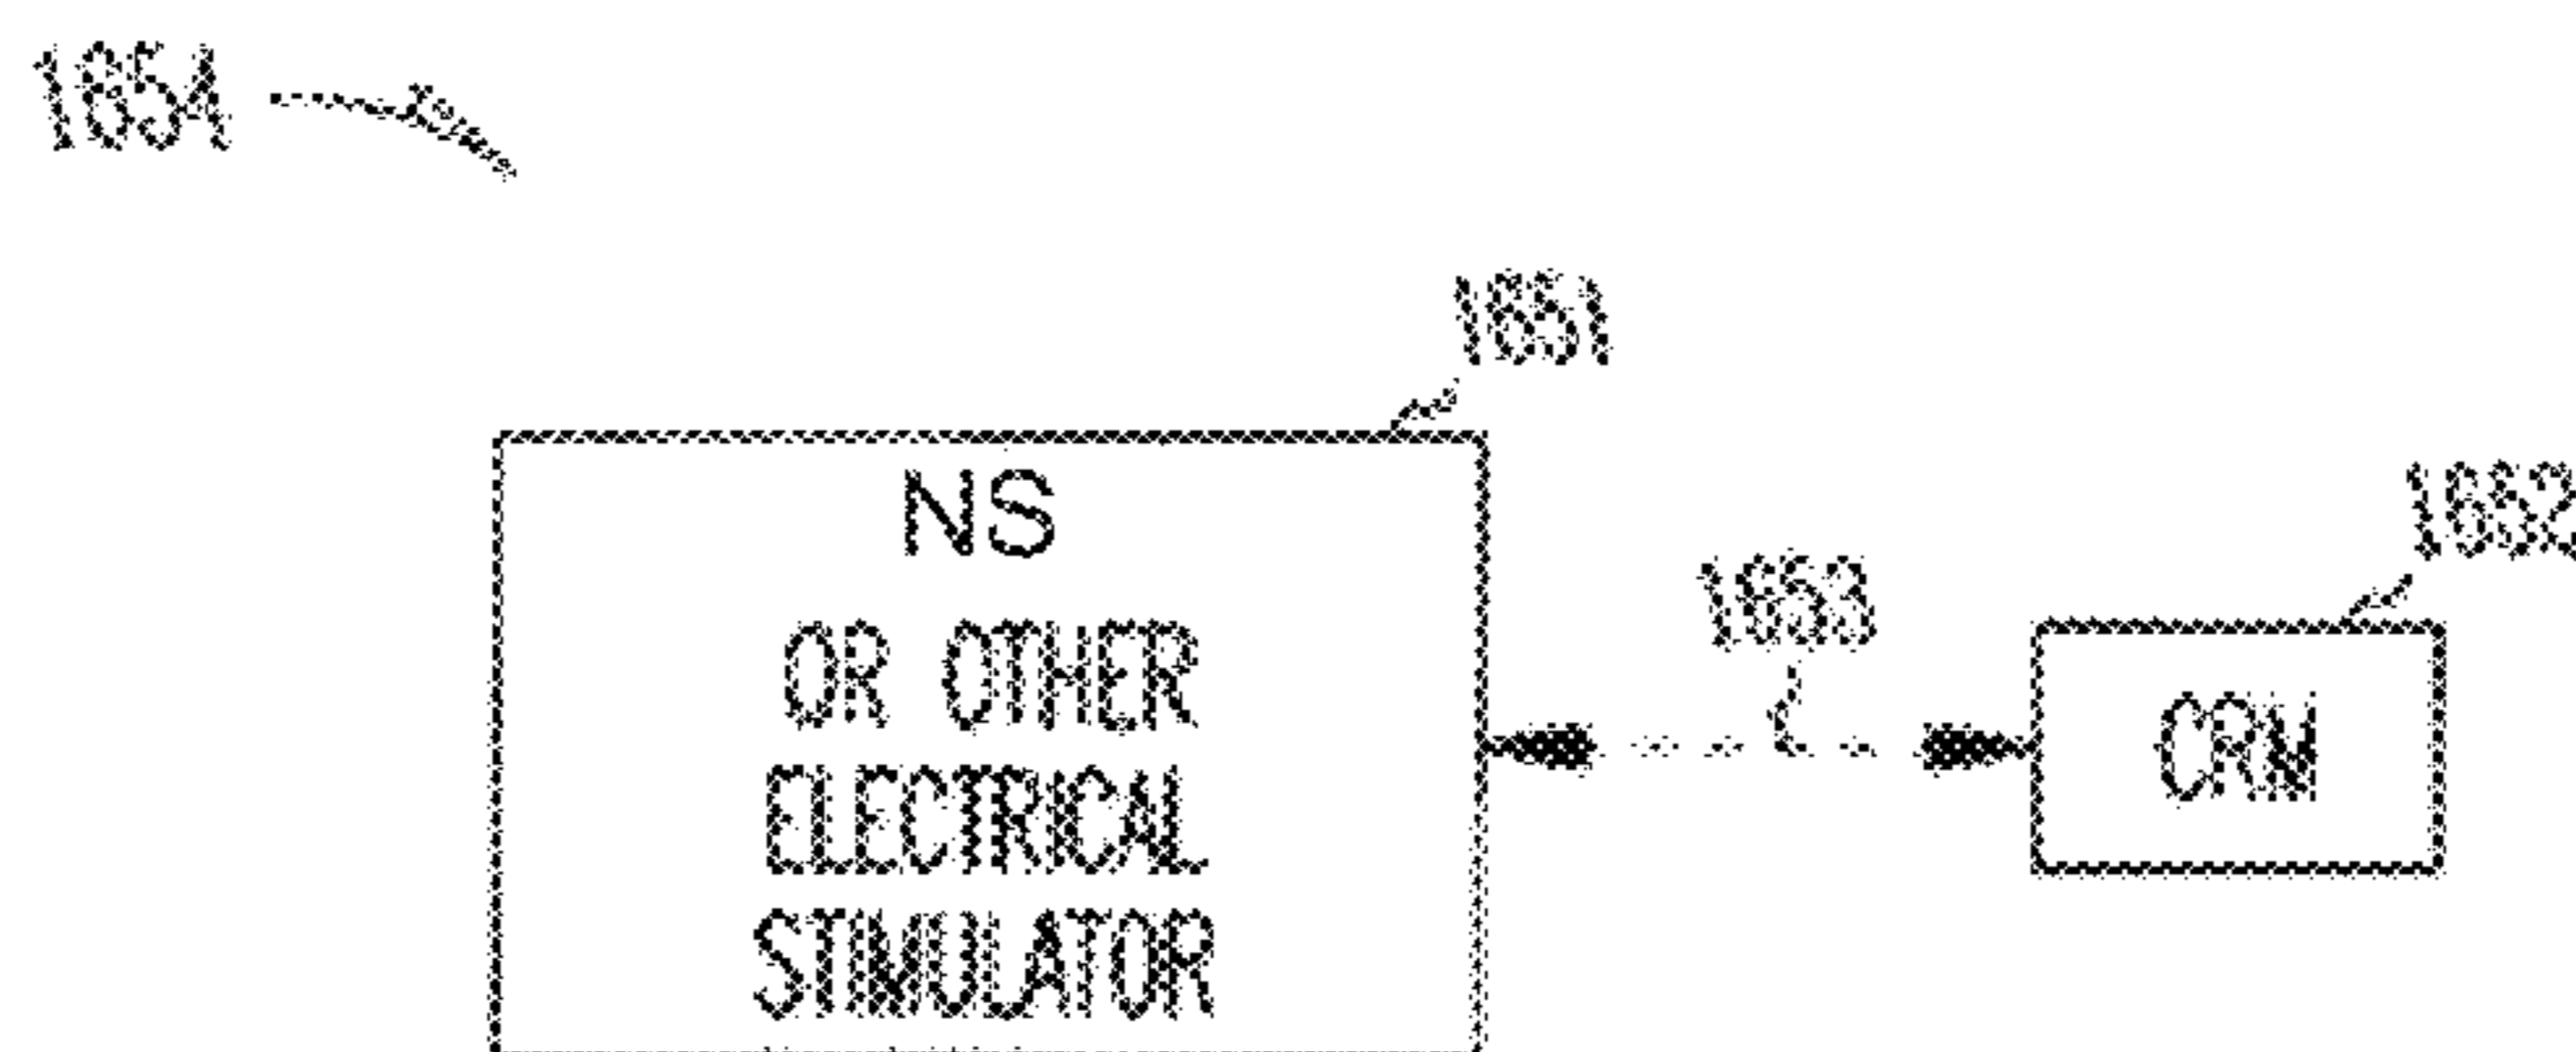 1654
1651
NS
OR OTHER
ELECTRICAL
STIMULATOR
1653
1652
CRM